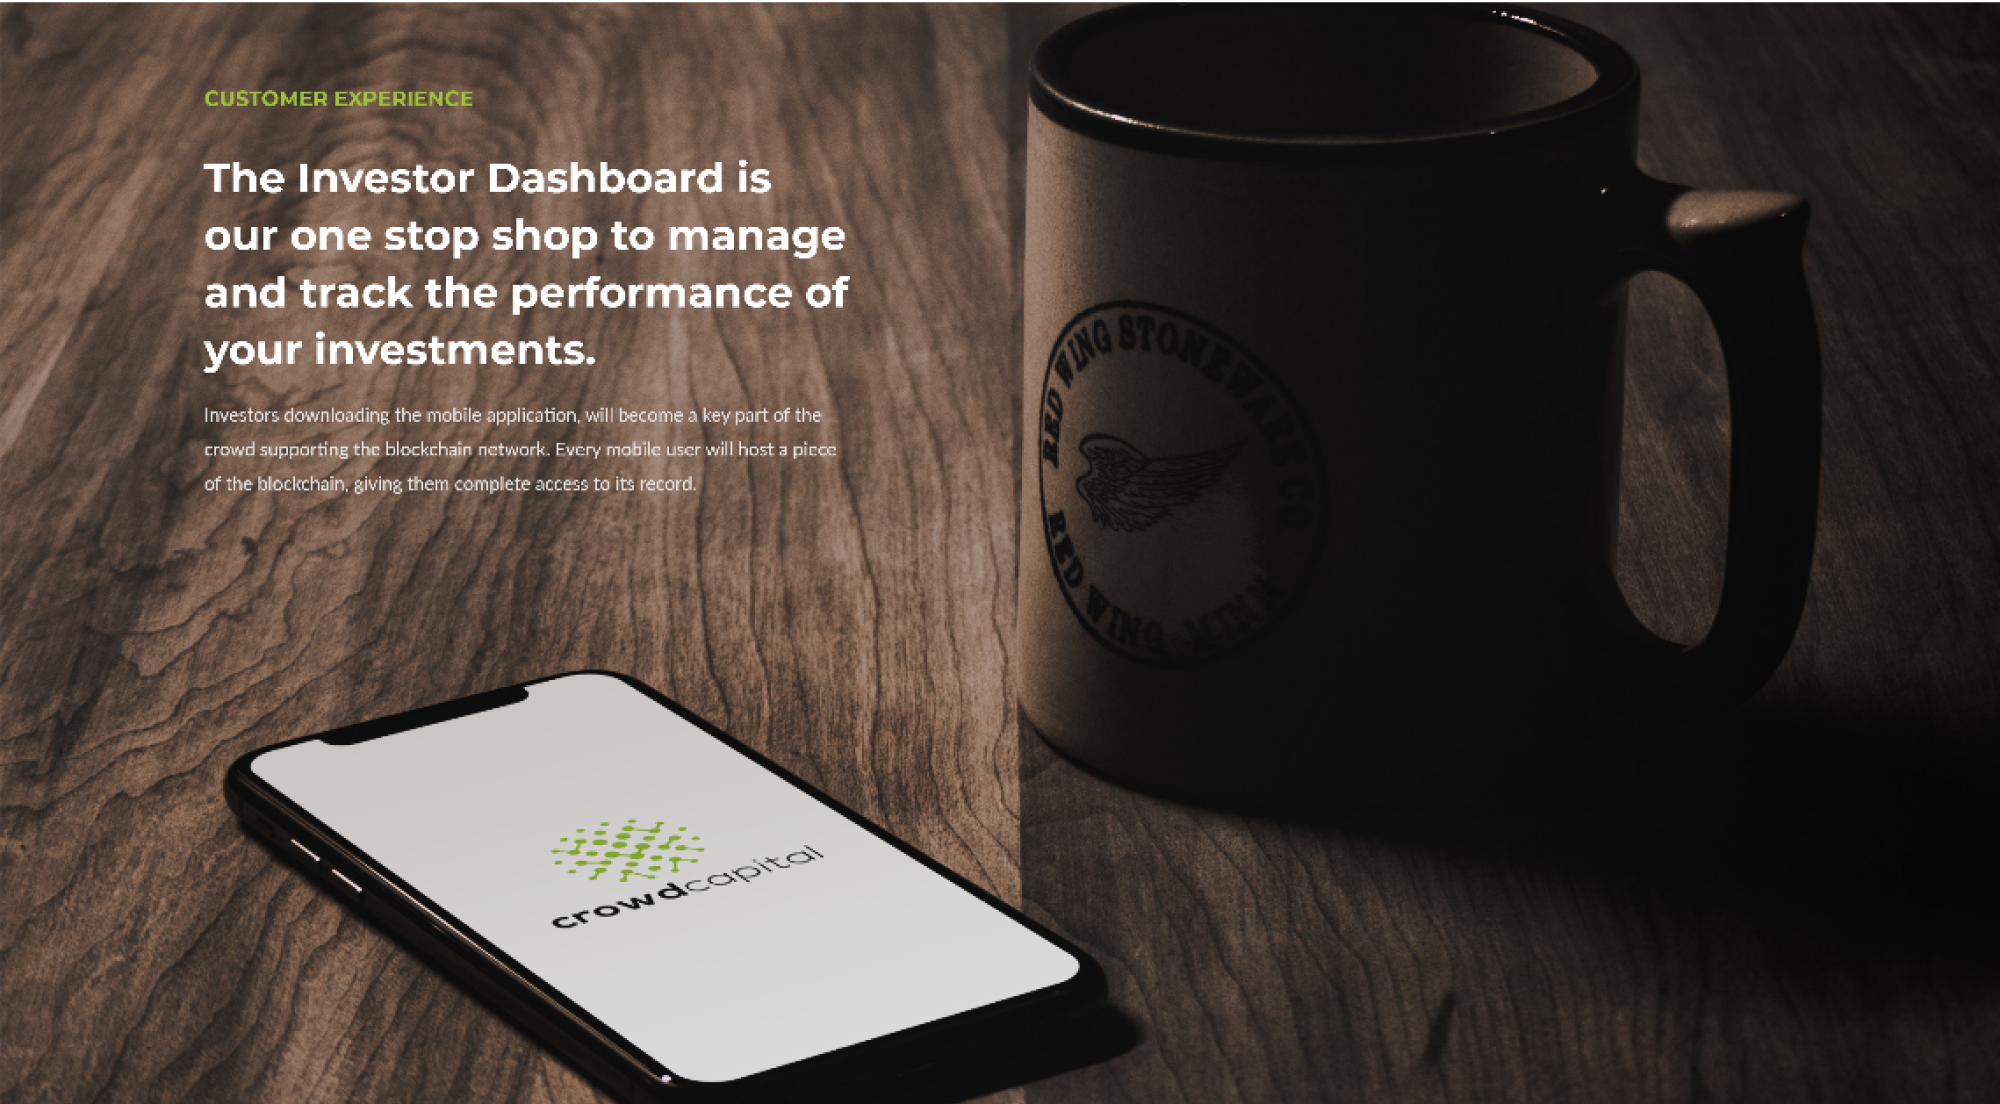 CUSTOMER EXPERIENCE
The Investor Dashboard is
our one stop shop to manage
and track the performance of
your investments.
Investors downloading the mobile application, will become a key part of the
crowd supporting the blockchain network. Every mobile user will host a piece
of the blockchain, giving them complete access to its record.
RED WING STONEWARE CO
RED WING MINN
crowdcapital